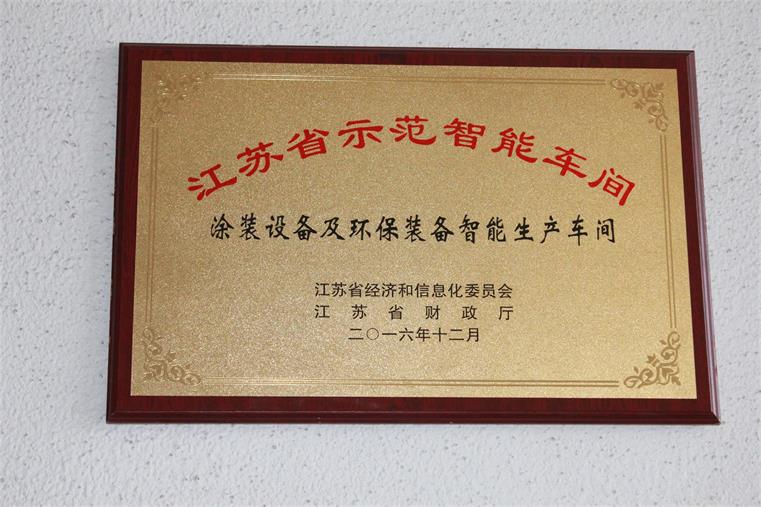 江苏省示范智能车间
涂装设备及环保装备智能生产车间
江苏省经济和信息化委员会
江苏省财政厅
二〇一六年十二月